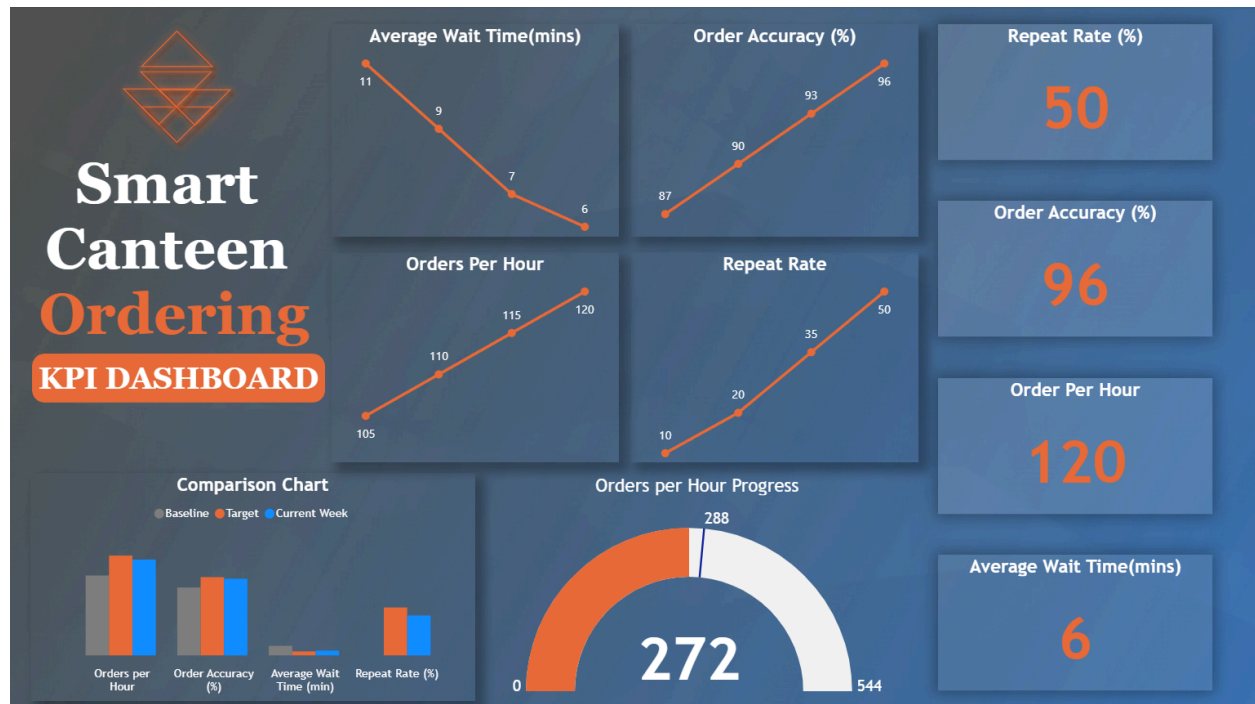 Smart
Canteen
Ordering
KPI DASHBOARD
Average Wait Time(mins)
11
9
7
6
Order Accuracy (%)
87
90
93
96
Repeat Rate (%)
50
Order Accuracy (%)
96
Orders Per Hour
105
110
115
120
Repeat Rate
10
20
35
50
Order Per Hour
120
Comparison Chart
Baseline Target Current Week
Orders per
Hour
Order Accuracy
(%)
Average Wait
Time (min)
Repeat Rate (%)
Orders per Hour Progress
288
272
0
544
Average Wait Time(mins)
6